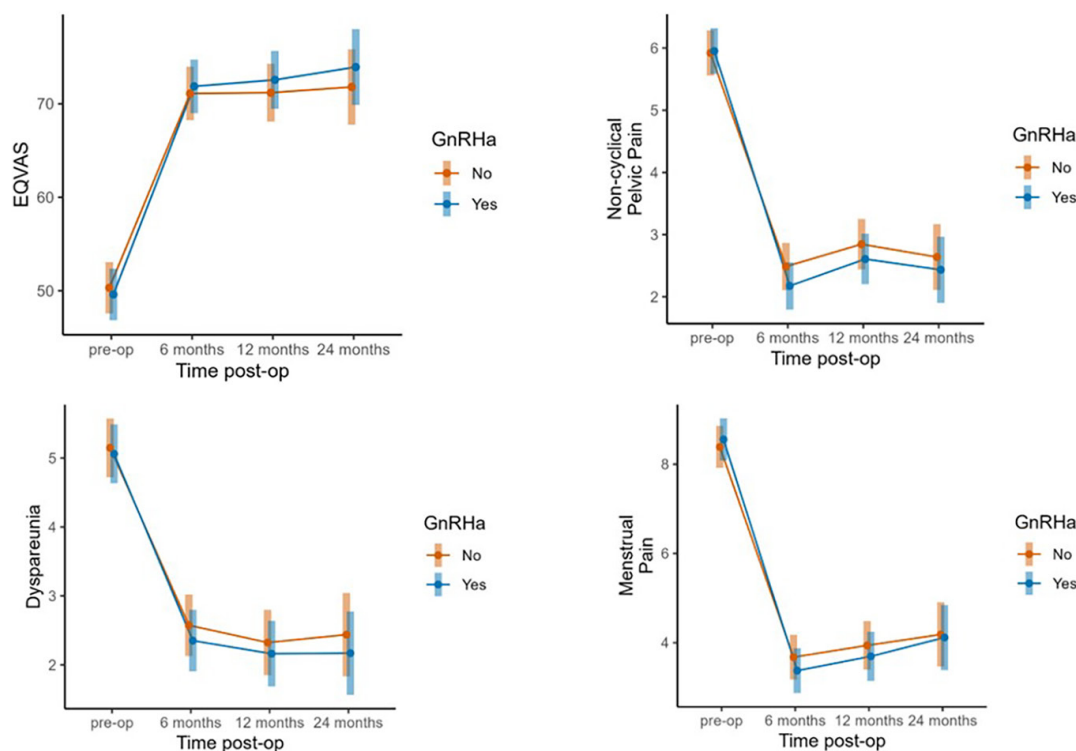 EQVAS
70
60
50
pre-op 6 months 12 months 24 months
Time post-op
GnRHa
No
Yes
Non-cyclical
Pelvic Pain
6
5
4
3
2
pre-op 6 months 12 months 24 months
Time post-op
GnRHa
No
Yes
Dyspareunia
5
4
3
2
pre-op 6 months 12 months 24 months
Time post-op
GnRHa
No
Yes
Menstrual
Pain
8
6
4
pre-op 6 months 12 months 24 months
Time post-op
GnRHa
No
Yes